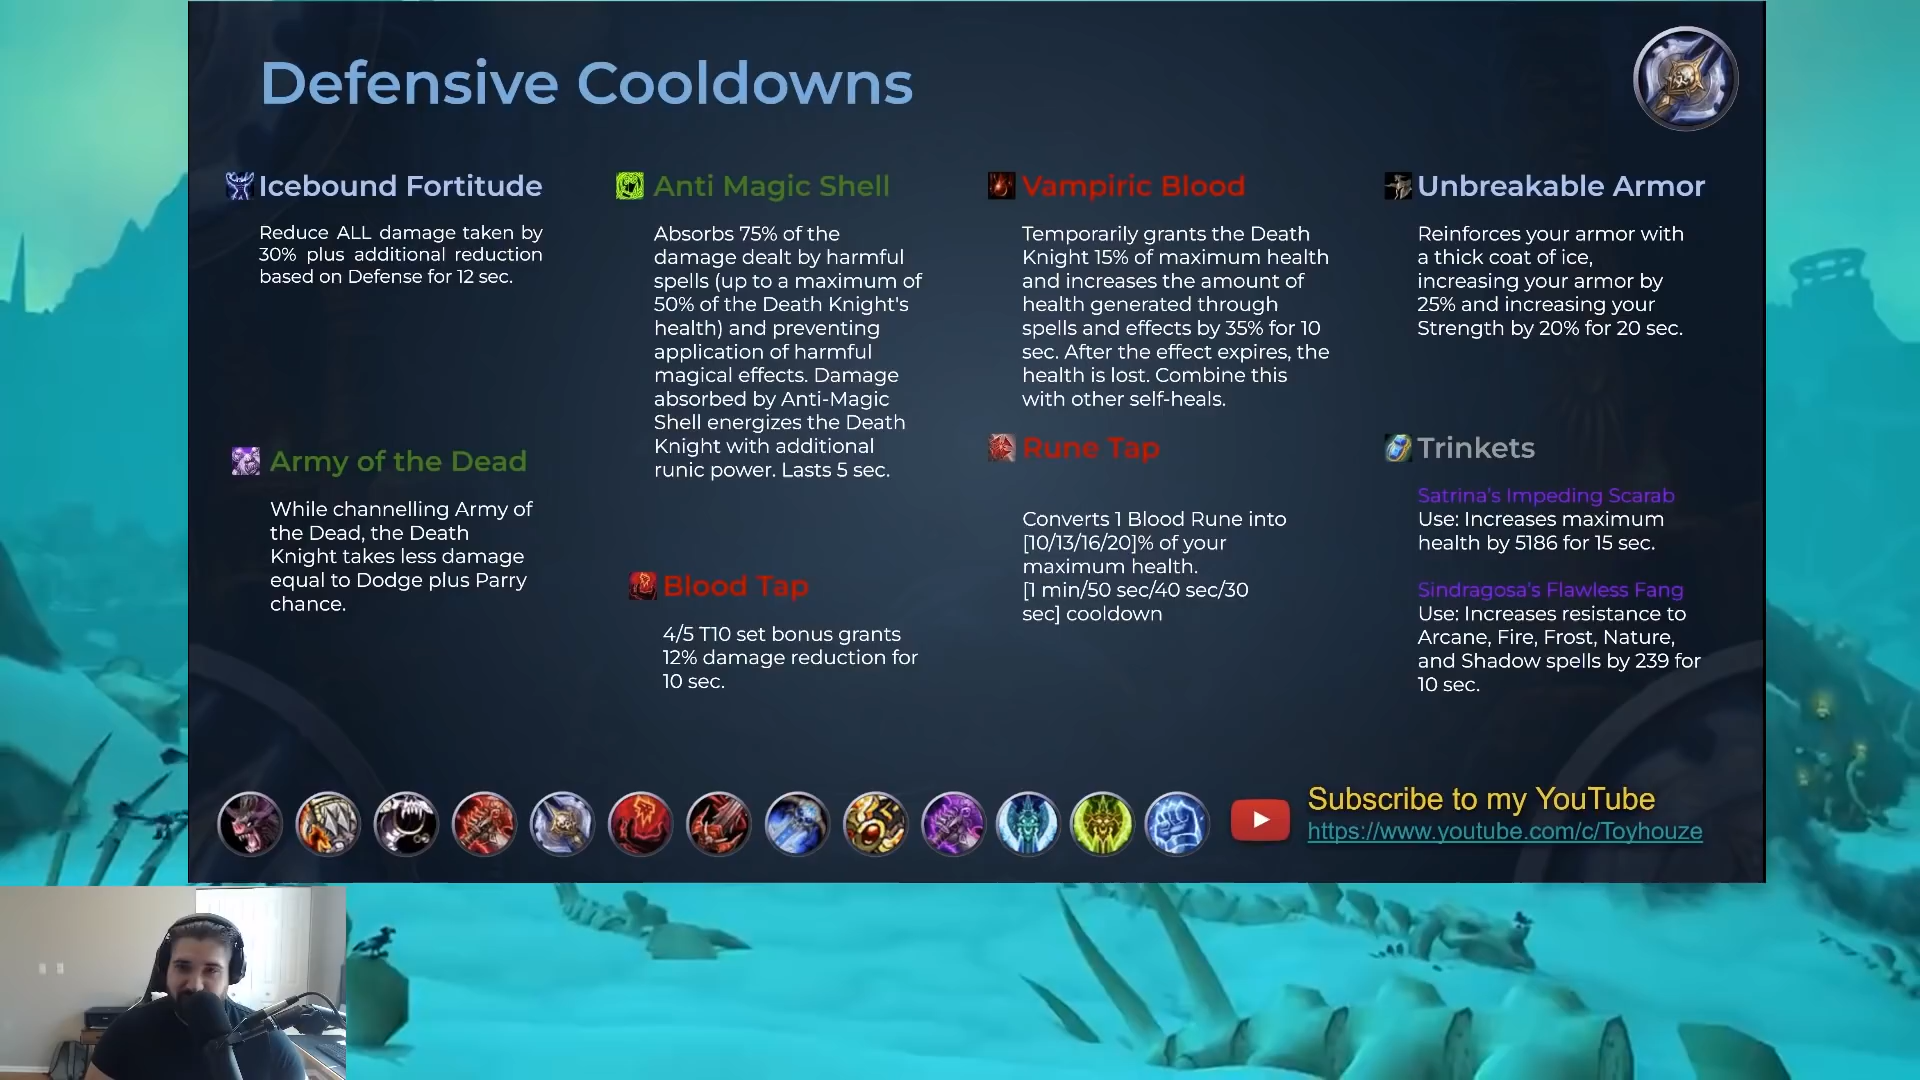 Defensive Cooldowns
Icebound Fortitude
Reduce ALL damage taken by
30% plus additional reduction
based on Defense for 12 sec.
Army of the Dead
While channelling Army of
the Dead, the Death
Knight takes less damage
equal to Dodge plus Parry
chance.
Anti Magic Shell
Absorbs 75% of the
damage dealt by harmful
spells (up to a maximum of
50% of the Death Knight's
health) and preventing
application of harmful
magical effects. Damage
absorbed by Anti-Magic
Shell energizes the Death
Knight with additional
runic power. Lasts 5 sec.
Blood Tap
4/5 T10 set bonus grants
12% damage reduction for
10 sec.
Vampiric Blood
Temporarily grants the Death
Knight 15% of maximum health
and increases the amount of
health generated through
spells and effects by 35% for 10
sec. After the effect expires, the
health is lost. Combine this
with other self-heals.
Rune Tap
Converts 1 Blood Rune into
[10/13/16/20]% of your
maximum health.
[1 min/50 sec/40 sec/30
sec] cooldown
Unbreakable Armor
Reinforces your armor with
a thick coat of ice,
increasing your armor by
25% and increasing your
Strength by 20% for 20 sec.
Trinkets
Satrina's Impeding Scarab
Use: Increases maximum
health by 5186 for 15 sec.
Sindragosa's Flawless Fang
Use: Increases resistance to
Arcane, Fire, Frost, Nature,
and Shadow spells by 239 for
10 sec.
Subscribe to my YouTube
https://www.youtube.com/c/Toyhouze